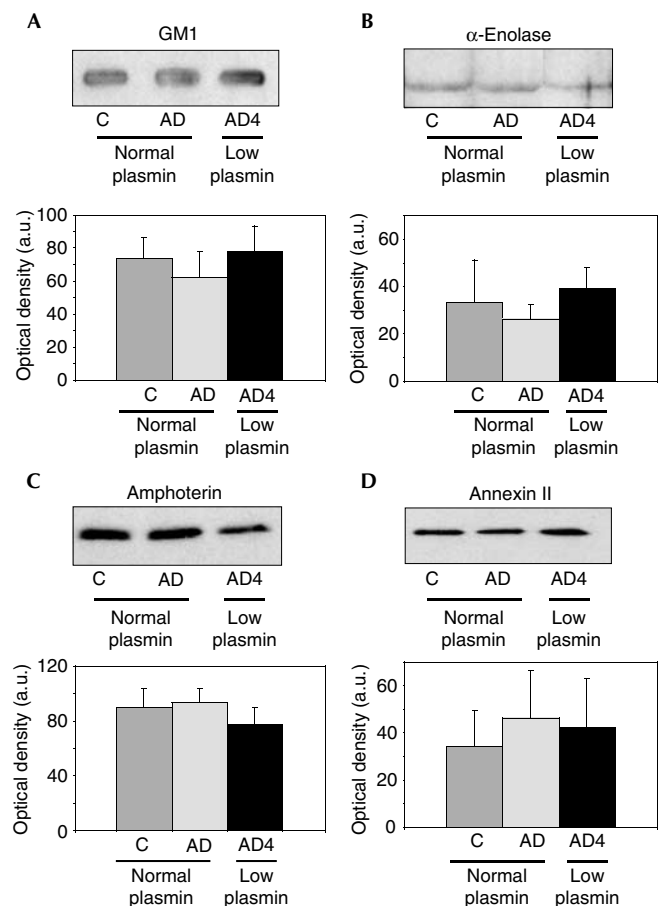 A
GM1
C AD AD4
Normal plasmin Low plasmin
Optical density (a.u.)
100
80
60
40
20
0
C AD AD4
Normal plasmin Low plasmin
B
α-Enolase
C AD AD4
Normal plasmin Low plasmin
Optical density (a.u.)
60
40
20
0
C AD AD4
Normal plasmin Low plasmin
C
Amphoterin
C AD AD4
Normal plasmin Low plasmin
Optical density (a.u.)
120
80
40
0
C AD AD4
Normal plasmin Low plasmin
D
Annexin II
C AD AD4
Normal plasmin Low plasmin
Optical density (a.u.)
60
40
20
0
C AD AD4
Normal plasmin Low plasmin